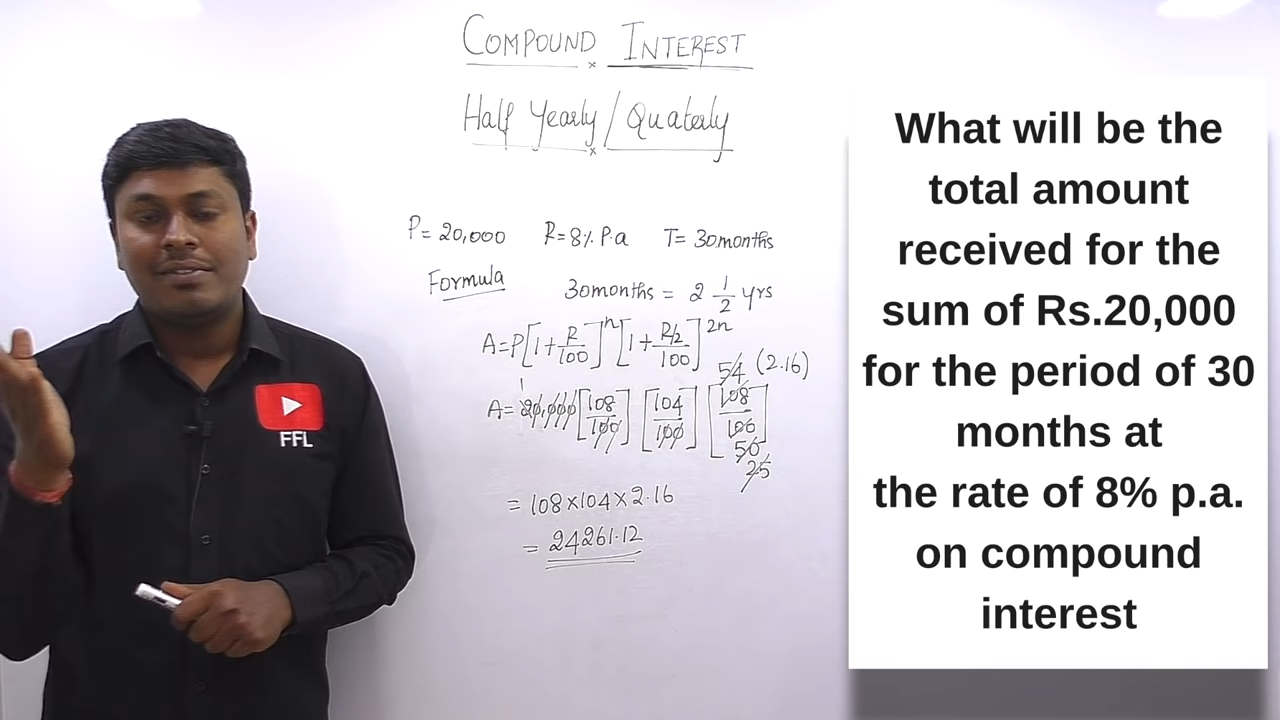 COMPOUND INTEREST
Half Yearly / Quaterly
P= 20,000 R=8% P.a T= 30months
Formula
30months = 2 1/2 yrs
A=P[1+R/100]^n [1+R/2/100]^2n
54 (2.16)
1
A= 20,000 [108/100] [104/100] [108/100]
50
25
= 108×104×2.16
= 24261.12
FFL
What will be the
total amount
received for the
sum of Rs.20,000
for the period of 30
months at
the rate of 8% p.a.
on compound
interest